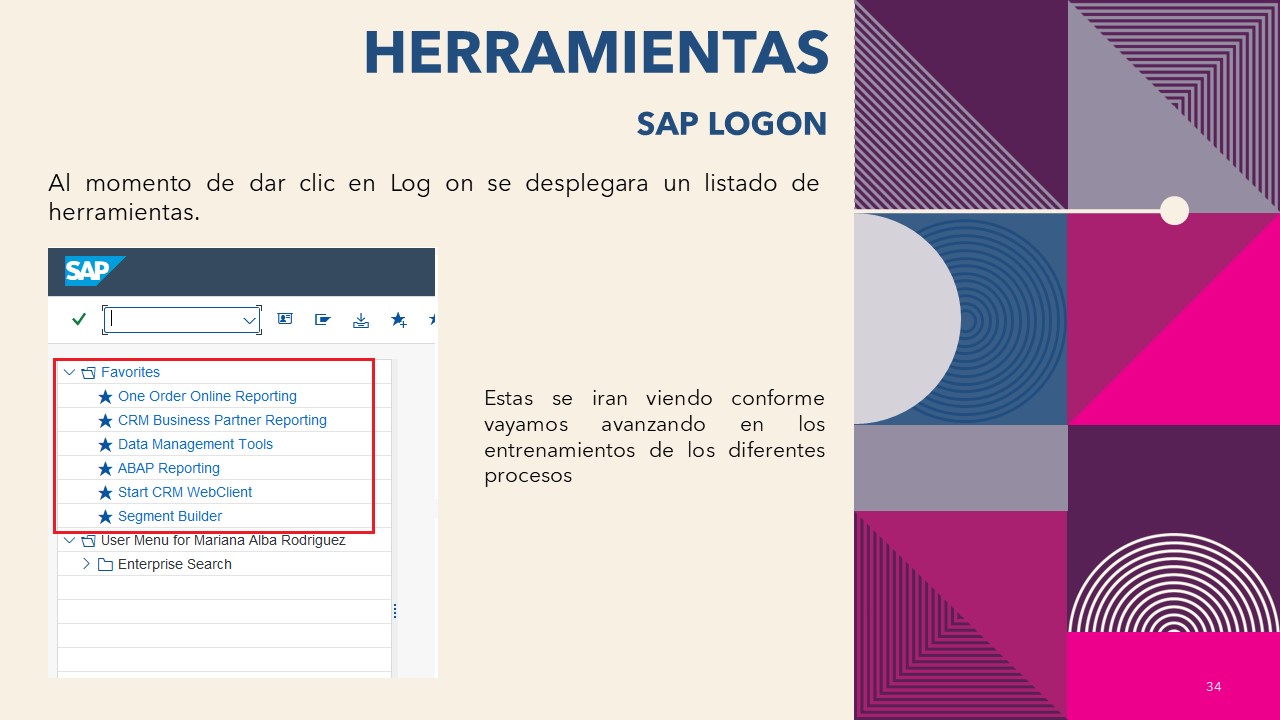 HERRAMIENTAS
SAP LOGON
Al momento de dar clic en Log on se desplegara un listado de
herramientas.
SAP
Favorites
One Order Online Reporting
CRM Business Partner Reporting
Data Management Tools
ABAP Reporting
Start CRM WebClient
Segment Builder
User Menu for Mariana Alba Rodriguez
Enterprise Search
Estas se iran viendo conforme
vayamos avanzando en los
entrenamientos de los diferentes
procesos
34